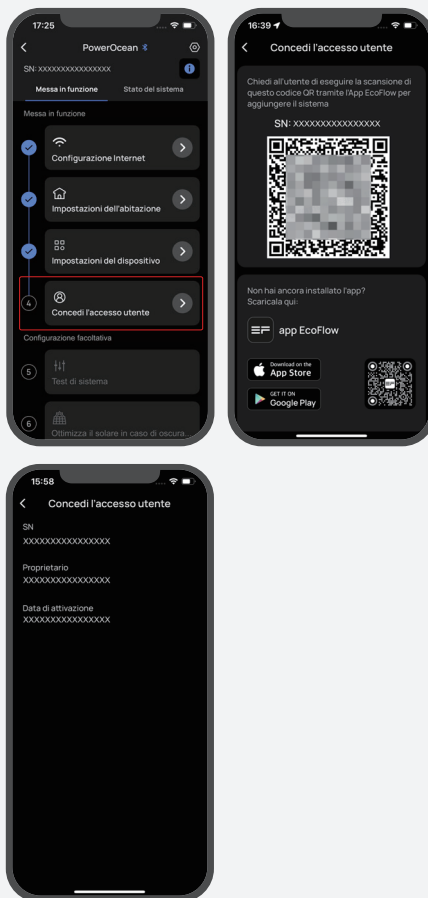 17:25
PowerOcean
SN: XXXXXXXXXXXXXXXX
Messa in funzione
Stato del sistema
Messa in funzione
Configurazione Internet
Impostazioni dell'abitazione
Impostazioni del dispositivo
4
Concedi l'accesso utente
Configurazione facoltativa
5
Test di sistema
6
Ottimizza il solare in caso di oscura
16:39
Concedi l'accesso utente
Chiedi all'utente di eseguire la scansione di
questo codice QR tramite l'App EcoFlow per
aggiungere il sistema
SN: XXXXXXXXXXXXXXXX
Non hai ancora installato l'app?
Scaricala qui:
app EcoFlow
Download on the
App Store
GET IT ON
Google Play
15:58
Concedi l'accesso utente
SN
XXXXXXXXXXXXXXXX
Proprietario
XXXXXXXXXXXXXXXX
Data di attivazione
XXXXXXXXXXXXXXXX